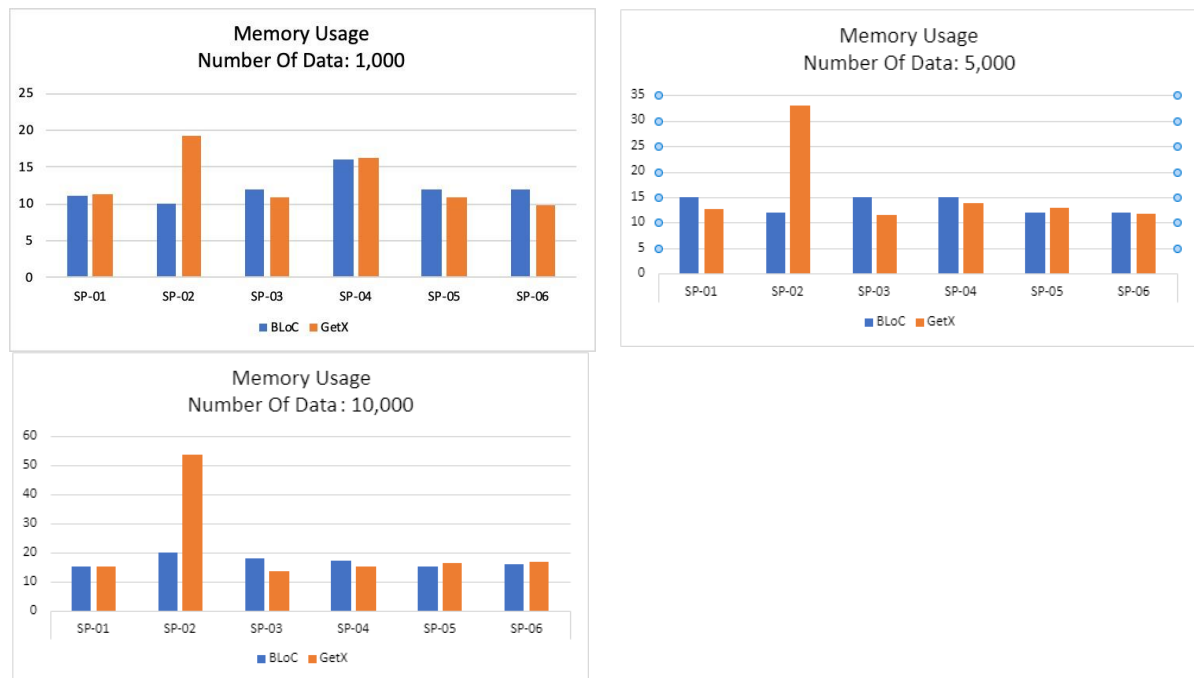 Memory Usage
Number Of Data: 1,000
25
20
15
10
5
0
SP-01 SP-02 SP-03 SP-04 SP-05 SP-06
BLoC GetX
Memory Usage
Number Of Data: 5,000
35
30
25
20
15
10
5
0
SP-01 SP-02 SP-03 SP-04 SP-05 SP-06
BLoC GetX
Memory Usage
Number Of Data : 10,000
60
50
40
30
20
10
0
SP-01 SP-02 SP-03 SP-04 SP-05 SP-06
BLoC GetX